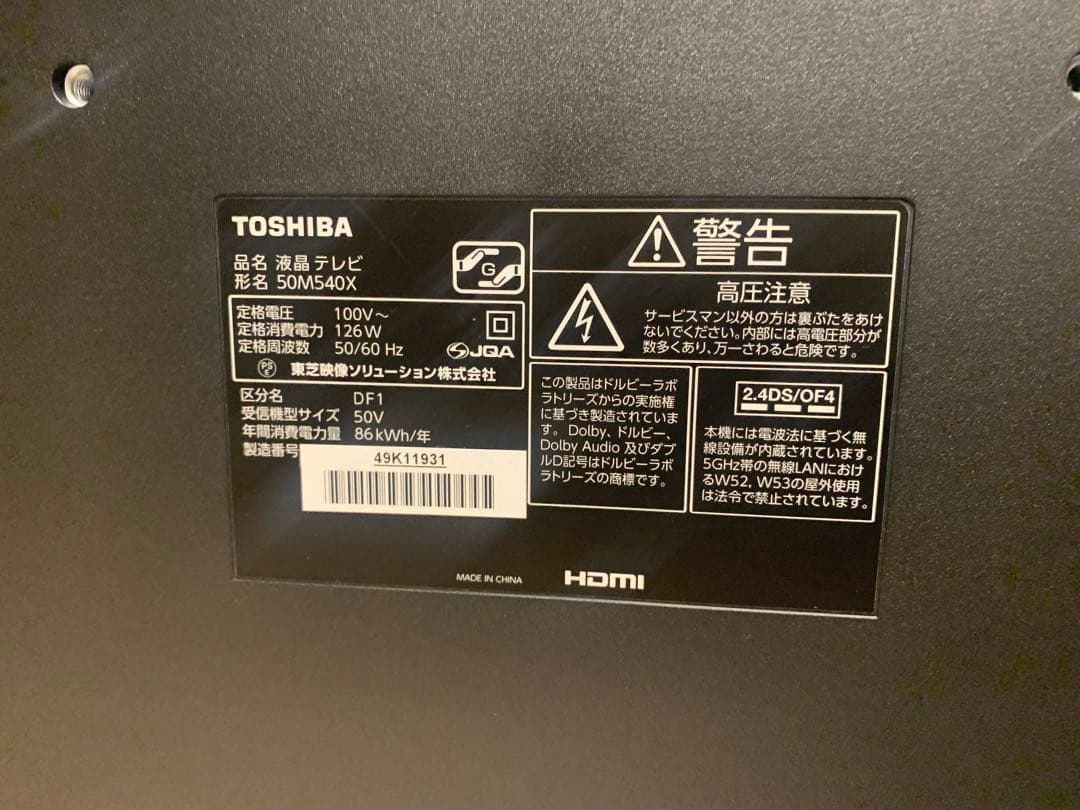 TOSHIBA
品名 液晶テレビ
形名 50M540X
G
定格電圧 100V～
定格消費電力 126W
定格周波数 50/60 Hz
JQA
PS E
東芝映像ソリューション株式会社
区分名 DF1
受信機型サイズ 50V
年間消費電力量 86kWh/年
製造番号
49K11931
MADE IN CHINA
HDMI
警告
高圧注意
サービスマン以外の方は裏ぶたをあけ
ないでください。内部には高電圧部分が
数多くあり、万一さわると危険です。
この製品はドルビーラボ
ラトリーズからの実施権
に基づき製造されていま
す。Dolby、ドルビー、
Dolby Audio 及びダブ
ルD記号はドルビーラボ
ラトリーズの商標です。
2.4DS/OF4
本機には電波法に基づく無
線設備が内蔵されています。
5GHz帯の無線LANにおけ
るW52, W53の屋外使用
は法令で禁止されています。